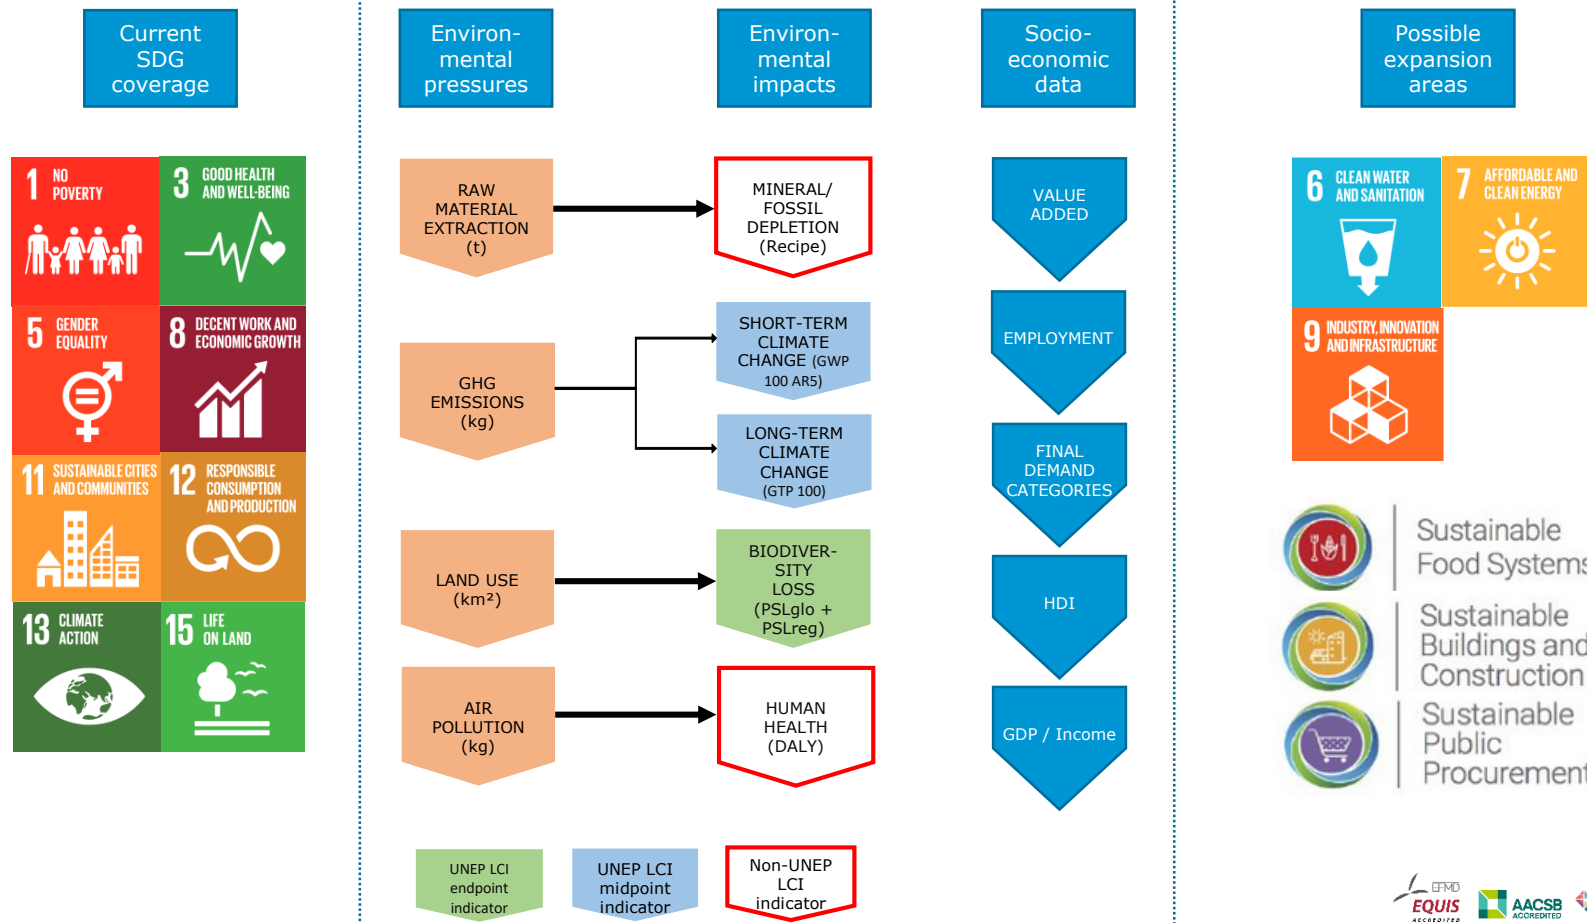 Current
SDG
coverage
Environ-
mental
pressures
Environ-
mental
impacts
Socio-
economic
data
Possible
expansion
areas
1 NO
POVERTY
3 GOOD HEALTH
AND WELL-BEING
5 GENDER
EQUALITY
8 DECENT WORK AND
ECONOMIC GROWTH
11 SUSTAINABLE CITIES
AND COMMUNITIES
12 RESPONSIBLE
CONSUMPTION
AND PRODUCTION
13 CLIMATE
ACTION
15 LIFE
ON LAND
RAW
MATERIAL
EXTRACTION
(t)
MINERAL/
FOSSIL
DEPLETION
(Recipe)
GHG
EMISSIONS
(kg)
SHORT-TERM
CLIMATE
CHANGE (GWP
100 AR5)
LONG-TERM
CLIMATE
CHANGE
(GTP 100)
LAND USE
(km²)
BIODIVER-
SITY
LOSS
(PSLglo +
PSLreg)
AIR
POLLUTION
(kg)
HUMAN
HEALTH
(DALY)
VALUE
ADDED
EMPLOYMENT
FINAL
DEMAND
CATEGORIES
HDI
GDP / Income
6 CLEAN WATER
AND SANITATION
7 AFFORDABLE AND
CLEAN ENERGY
9 INDUSTRY, INNOVATION
AND INFRASTRUCTURE
Sustainable
Food Systems
Sustainable
Buildings and
Construction
Sustainable
Public
Procurement
UNEP LCI
endpoint
indicator
UNEP LCI
midpoint
indicator
Non-UNEP
LCI
indicator
EFMD
EQUIS
ACCREDITED
AACSB
ACCREDITED